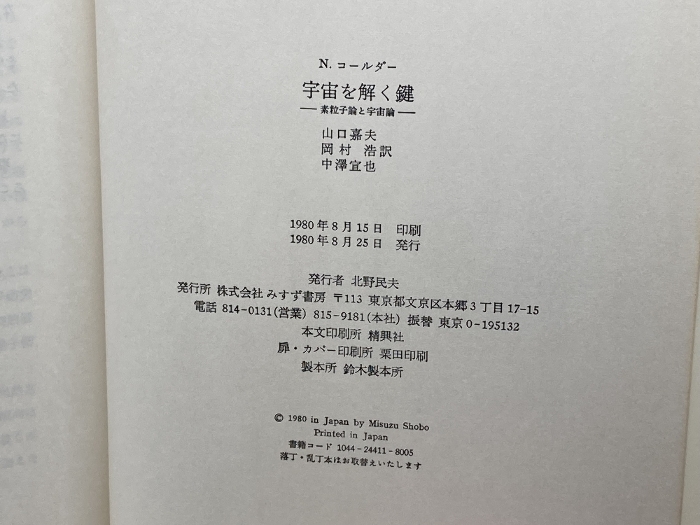 N. コールダー
宇宙を解く鍵
── 素粒子論と宇宙論 ──
山口嘉夫
岡村 浩訳
中澤宣也
1980年8月15日 印刷
1980年8月25日 発行
発行者 北野民夫
発行所 株式会社 みすず書房 〒113 東京都文京区本郷3丁目17-15
電話 814-0131(営業) 815-9181(本社) 振替 東京0-195132
本文印刷所 精興社
扉・カバー印刷所 栗田印刷
製本所 鈴木製本所
© 1980 in Japan by Misuzu Shobo
Printed in Japan
書籍コード 1044-24411-8005
落丁・乱丁本はお取替えいたします